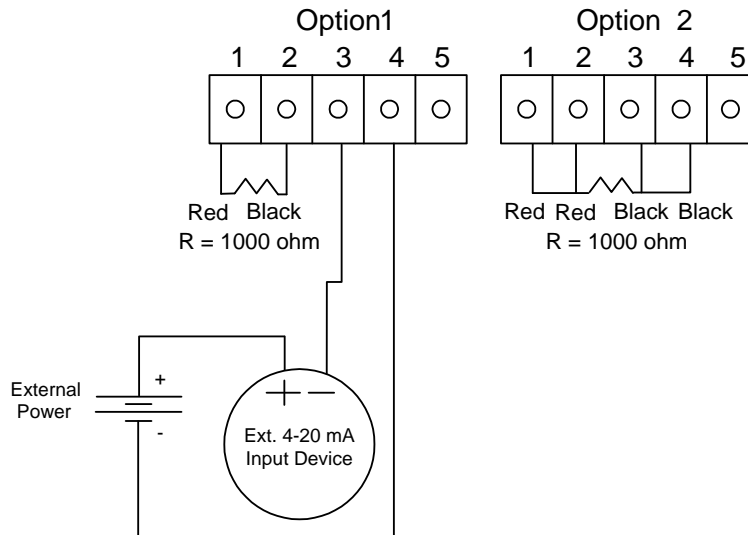 Option1
1 2 3 4 5
Red Black
R = 1000 ohm
Option 2
1 2 3 4 5
Red Red Black Black
R = 1000 ohm
External
Power
+
-
Ext. 4-20 mA
Input Device